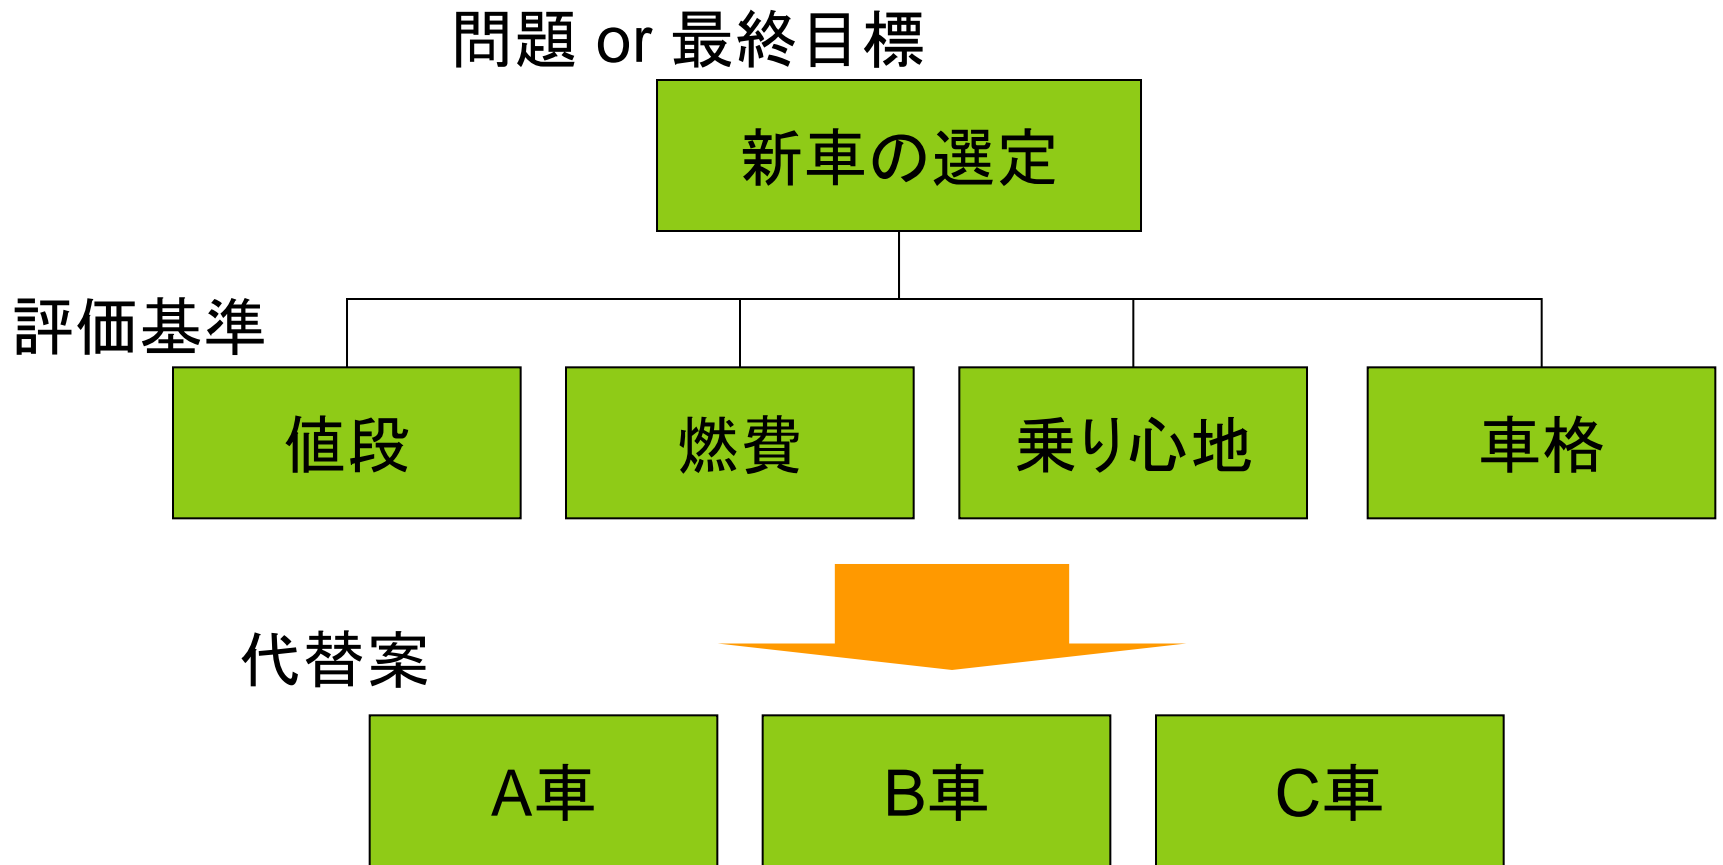 問題 or 最終目標
新車の選定
評価基準
値段
燃費
乗り心地
車格
代替案
A車
B車
C車